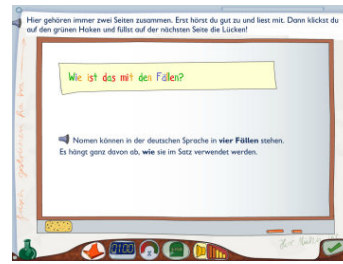 Hier gehören immer zwei Seiten zusammen. Erst hörst du gut zu und liest mit. Dann klickst du
auf den grünen Haken und füllst auf der nächsten Seite die Lücken!
Wie ist das mit den Fällen?
Nomen können in der deutschen Sprache in vier Fällen stehen.
Es hängt ganz davon ab, wie sie im Satz verwendet werden.